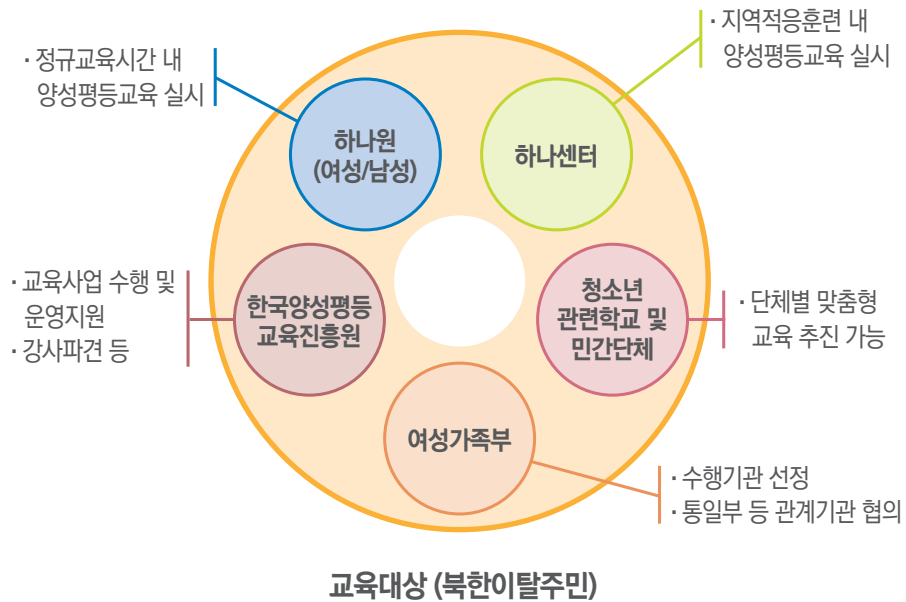 · 정규교육시간 내
양성평등교육 실시
· 지역적응훈련 내
양성평등교육 실시
하나원
(여성/남성)
하나센터
· 교육사업 수행 및
운영지원
· 강사파견 등
한국양성평등
교육진흥원
청소년
관련학교 및
민간단체
· 단체별 맞춤형
교육 추진 가능
여성가족부
· 수행기관 선정
· 통일부 등 관계기관 협의
교육대상 (북한이탈주민)